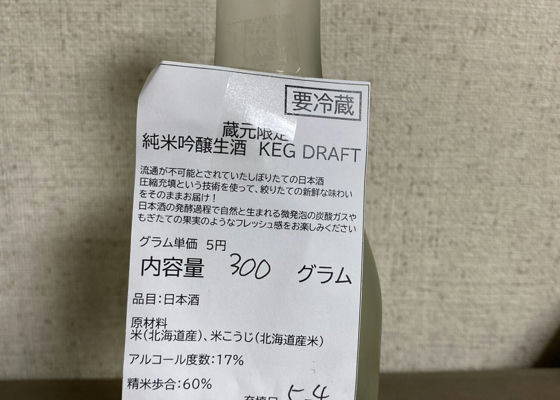 要冷蔵
蔵元限定
純米吟醸生酒 KEG DRAFT
流通が不可能とされていたしぼりたての日本酒
圧縮充填という技術を使って、絞りたての新鮮な味わい
をそのままお届け!
日本酒の発酵過程で自然と生まれる微発泡の炭酸ガスや
もぎたての果実のようなフレッシュ感をお楽しみください
グラム単価 5円
内容量 300 グラム
品目:日本酒
原材料
米(北海道産)、米こうじ(北海道産米)
アルコール度数:17%
精米歩合:60%
充填日 5.4